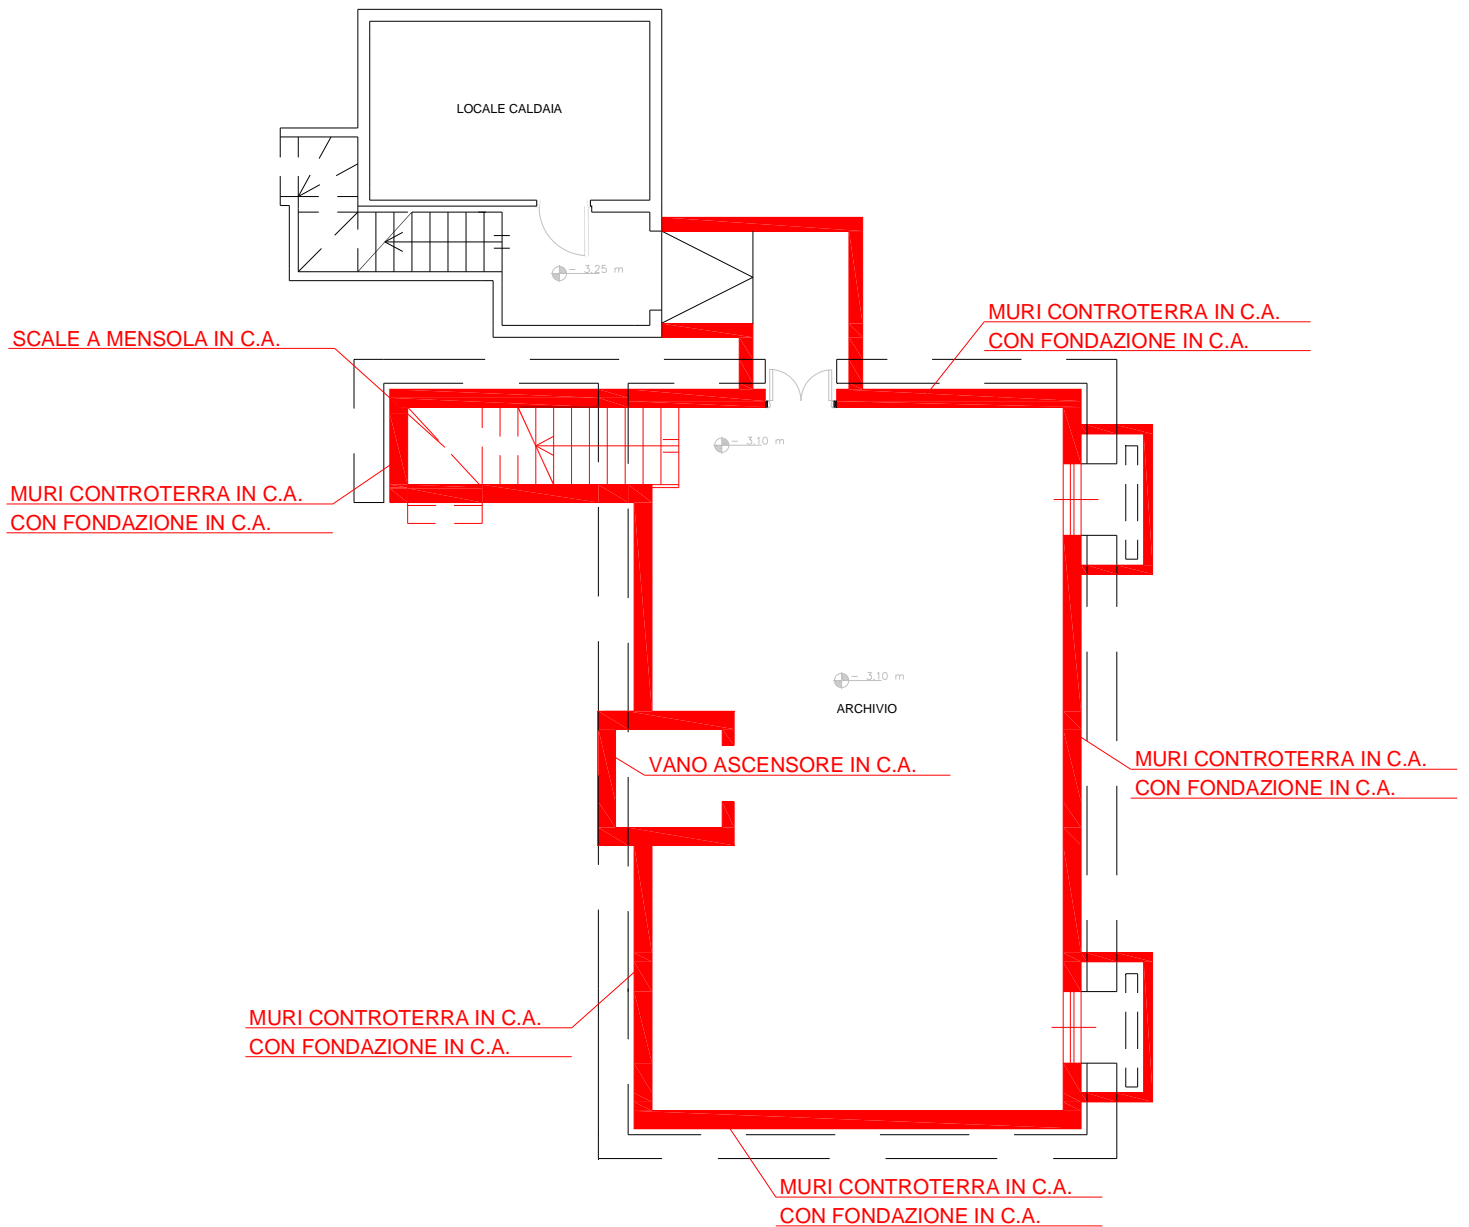 LOCALE CALDAIA
- 3.25 m
MURI CONTROTERRA IN C.A.
CON FONDAZIONE IN C.A.
SCALE A MENSOLA IN C.A.
- 3.10 m
MURI CONTROTERRA IN C.A.
CON FONDAZIONE IN C.A.
- 3.10 m
ARCHIVIO
VANO ASCENSORE IN C.A.
MURI CONTROTERRA IN C.A.
CON FONDAZIONE IN C.A.
MURI CONTROTERRA IN C.A.
CON FONDAZIONE IN C.A.
MURI CONTROTERRA IN C.A.
CON FONDAZIONE IN C.A.